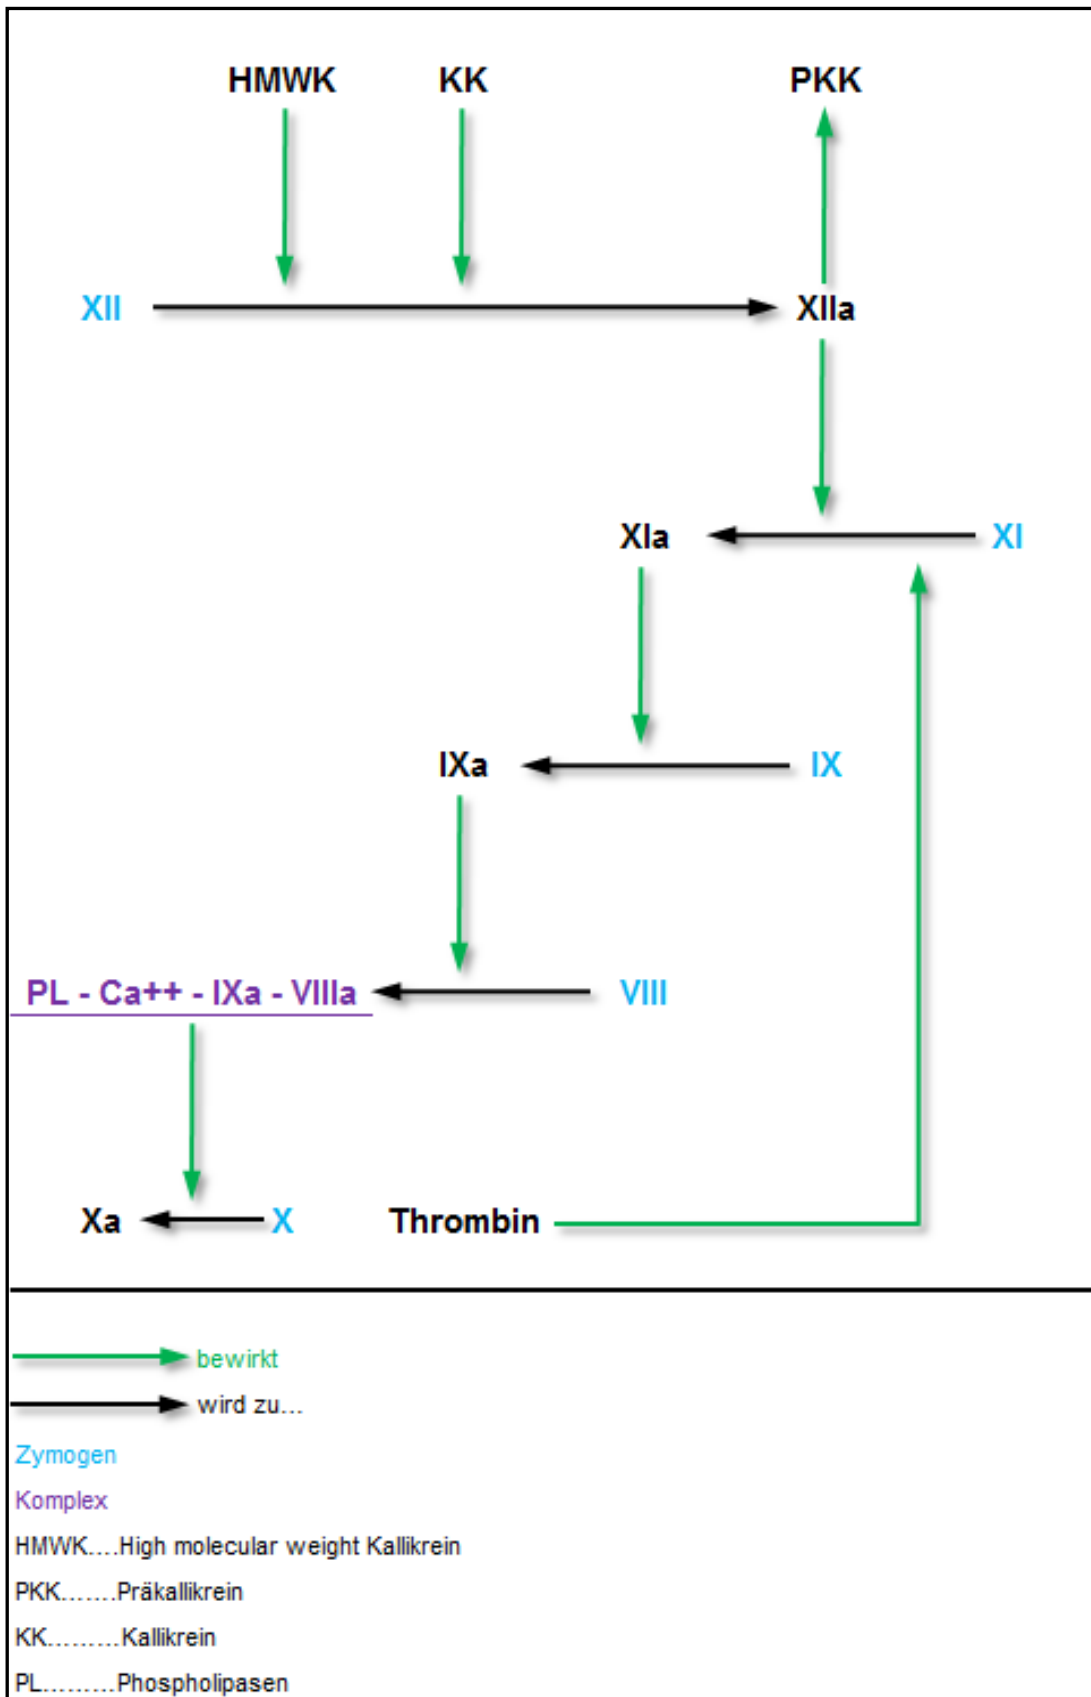 HMWK KK PKK
XII XIIa
XIa XI
IXa IX
PL - Ca++ - IXa - VIIIa VIII
Xa X Thrombin
bewirkt
wird zu...
Zymogen
Komplex
HMWK....High molecular weight Kallikrein
PKK.......Präkallikrein
KK.........Kallikrein
PL.........Phospholipasen